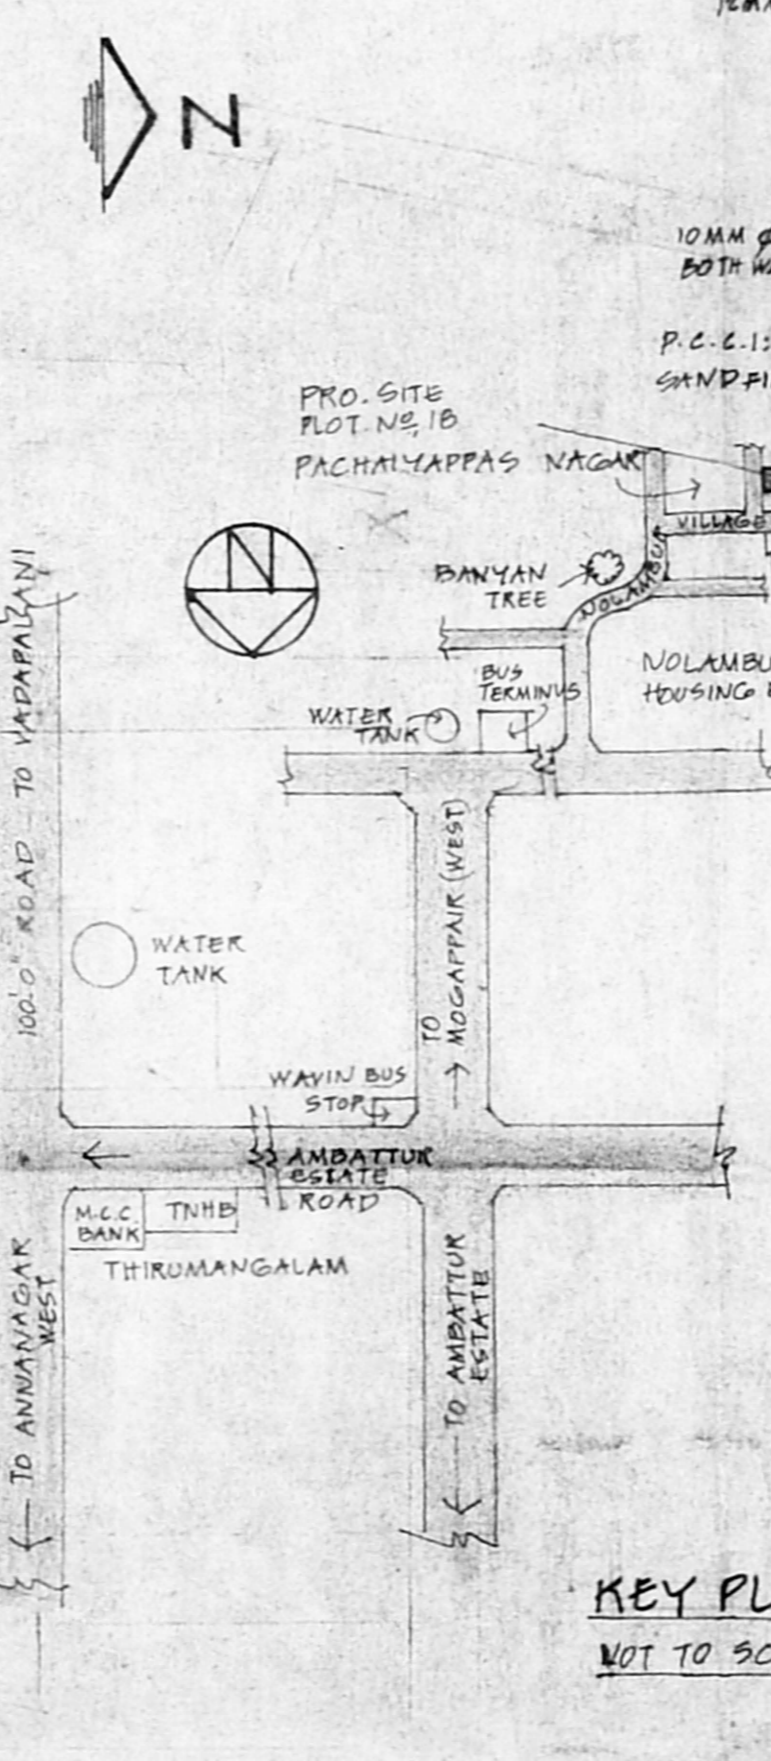 N
10MM
BOTH
P.C.C.1:
SANDFI
PRO. SITE
PLOT. No, 18
PACHAIYAPPAS NAGAR
VILLAGE
N
BANYAN
TREE
NOLAMBUR
NOLAMBU
HOUSING
BUS
TERMINUS
WATER
TANK
100'.0" ROAD - TO VADAPALANI
TO
MOGAPPAIR (WEST)
WATER
TANK
WAVIN BUS
STOP
AMBATTUR
ESTATE
ROAD
M.C.C.
BANK
TNHB
THIRUMANGALAM
TO ANNANAGAR
WEST
TO AMBATTUR
ESTATE
KEY PL
NOT TO SC